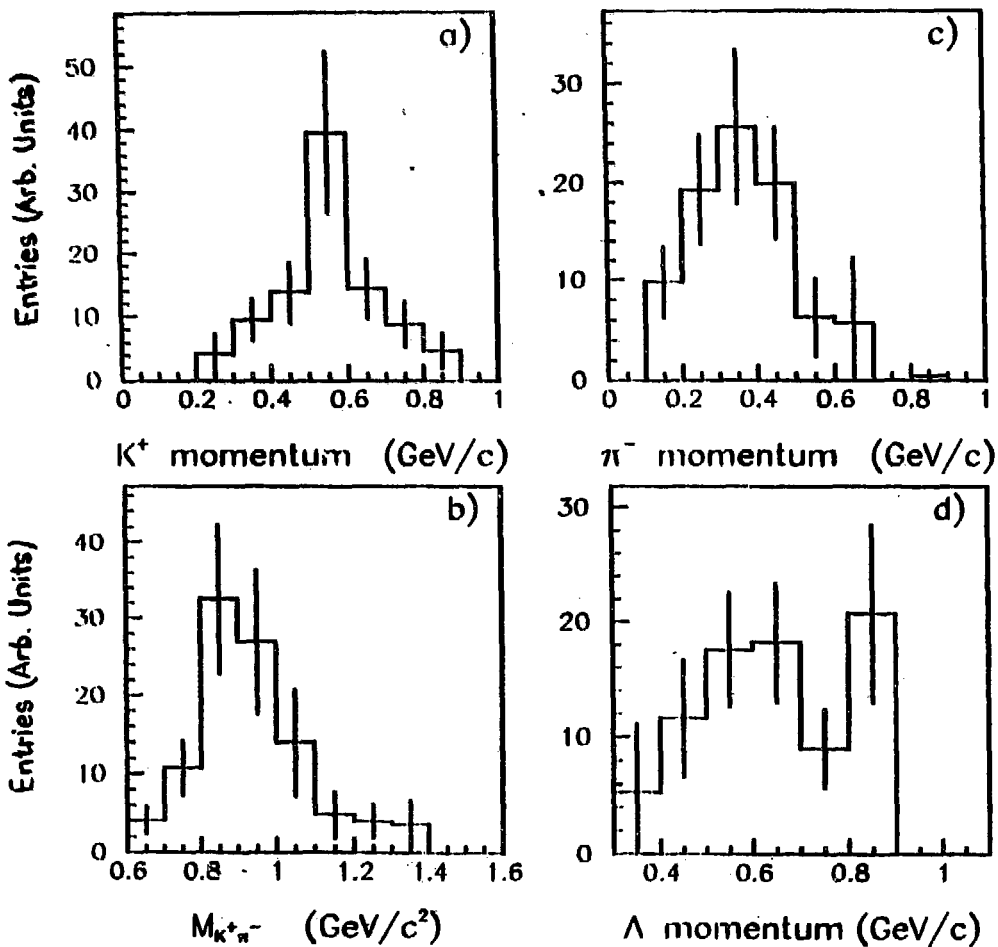 a)
50
40
30
20
10
0
Entries (Arb. Units)
0 0.2 0.4 0.6 0.8 1
K⁺ momentum (GeV/c)
c)
30
20
10
0
0 0.2 0.4 0.6 0.8 1
π⁻ momentum (GeV/c)
b)
40
30
20
10
0
Entries (Arb. Units)
0.6 0.8 1 1.2 1.4 1.6
M_K⁺π⁻ (GeV/c²)
d)
30
20
10
0
0.4 0.6 0.8 1
Λ momentum (GeV/c)